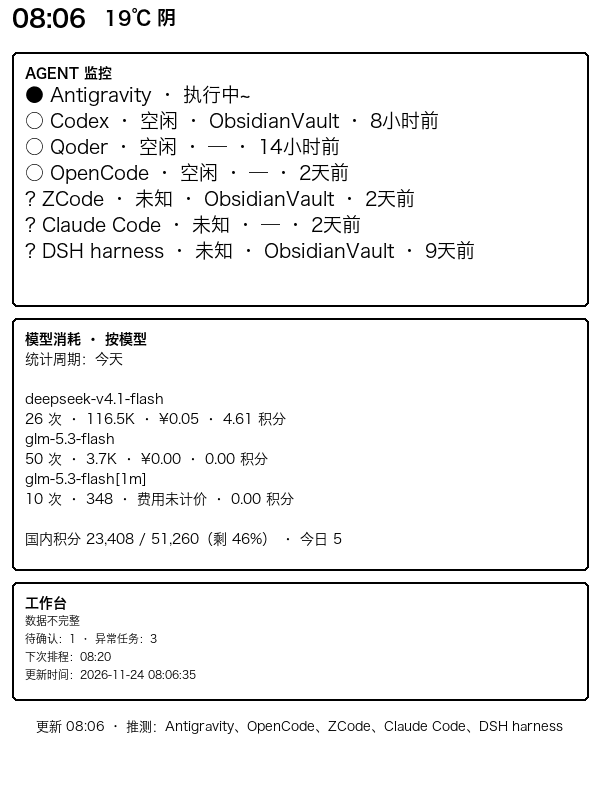 08:06 19℃ 阴
AGENT 监控
● Antigravity · 执行中~
○ Codex · 空闲 · ObsidianVault · 8小时前
○ Qoder · 空闲 · — · 14小时前
○ OpenCode · 空闲 · — · 2天前
? ZCode · 未知 · ObsidianVault · 2天前
? Claude Code · 未知 · — · 2天前
? DSH harness · 未知 · ObsidianVault · 9天前
模型消耗 · 按模型
统计周期：今天
deepseek-v4.1-flash
26 次 · 116.5K · ¥0.05 · 4.61 积分
glm-5.3-flash
50 次 · 3.7K · ¥0.00 · 0.00 积分
glm-5.3-flash[1m]
10 次 · 348 · 费用未计价 · 0.00 积分
国内积分 23,408 / 51,260（剩 46%） · 今日 5
工作台
数据不完整
待确认：1 · 异常任务：3
下次排程：08:20
更新时间：2026-11-24 08:06:35
更新 08:06 · 推测：Antigravity、OpenCode、ZCode、Claude Code、DSH harness